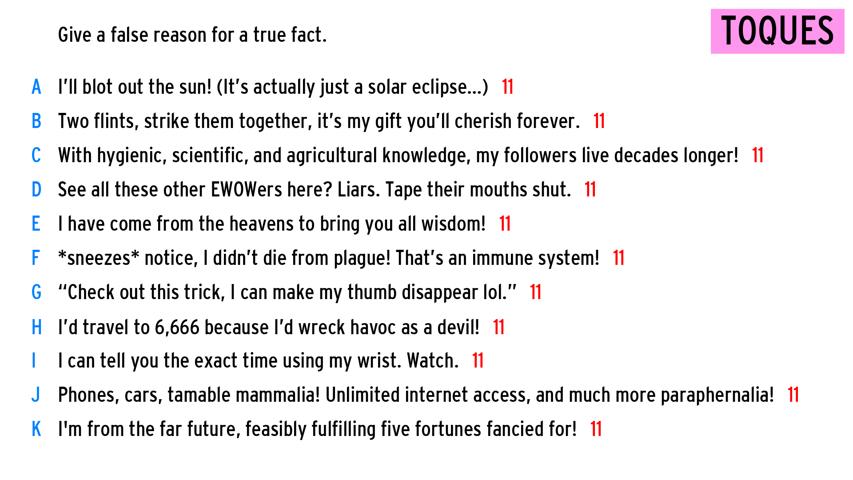 Give a false reason for a true fact.
TOQUES
A I'll blot out the sun! (It's actually just a solar eclipse...) 11
B Two flints, strike them together, it's my gift you'll cherish forever. 11
C With hygienic, scientific, and agricultural knowledge, my followers live decades longer! 11
D See all these other EWOWers here? Liars. Tape their mouths shut. 11
E I have come from the heavens to bring you all wisdom! 11
F *sneezes* notice, I didn't die from plague! That's an immune system! 11
G “Check out this trick, I can make my thumb disappear lol.” 11
H I'd travel to 6,666 because I'd wreck havoc as a devil! 11
I I can tell you the exact time using my wrist. Watch. 11
J Phones, cars, tamable mammalia! Unlimited internet access, and much more paraphernalia! 11
K I'm from the far future, feasibly fulfilling five fortunes fancied for! 11